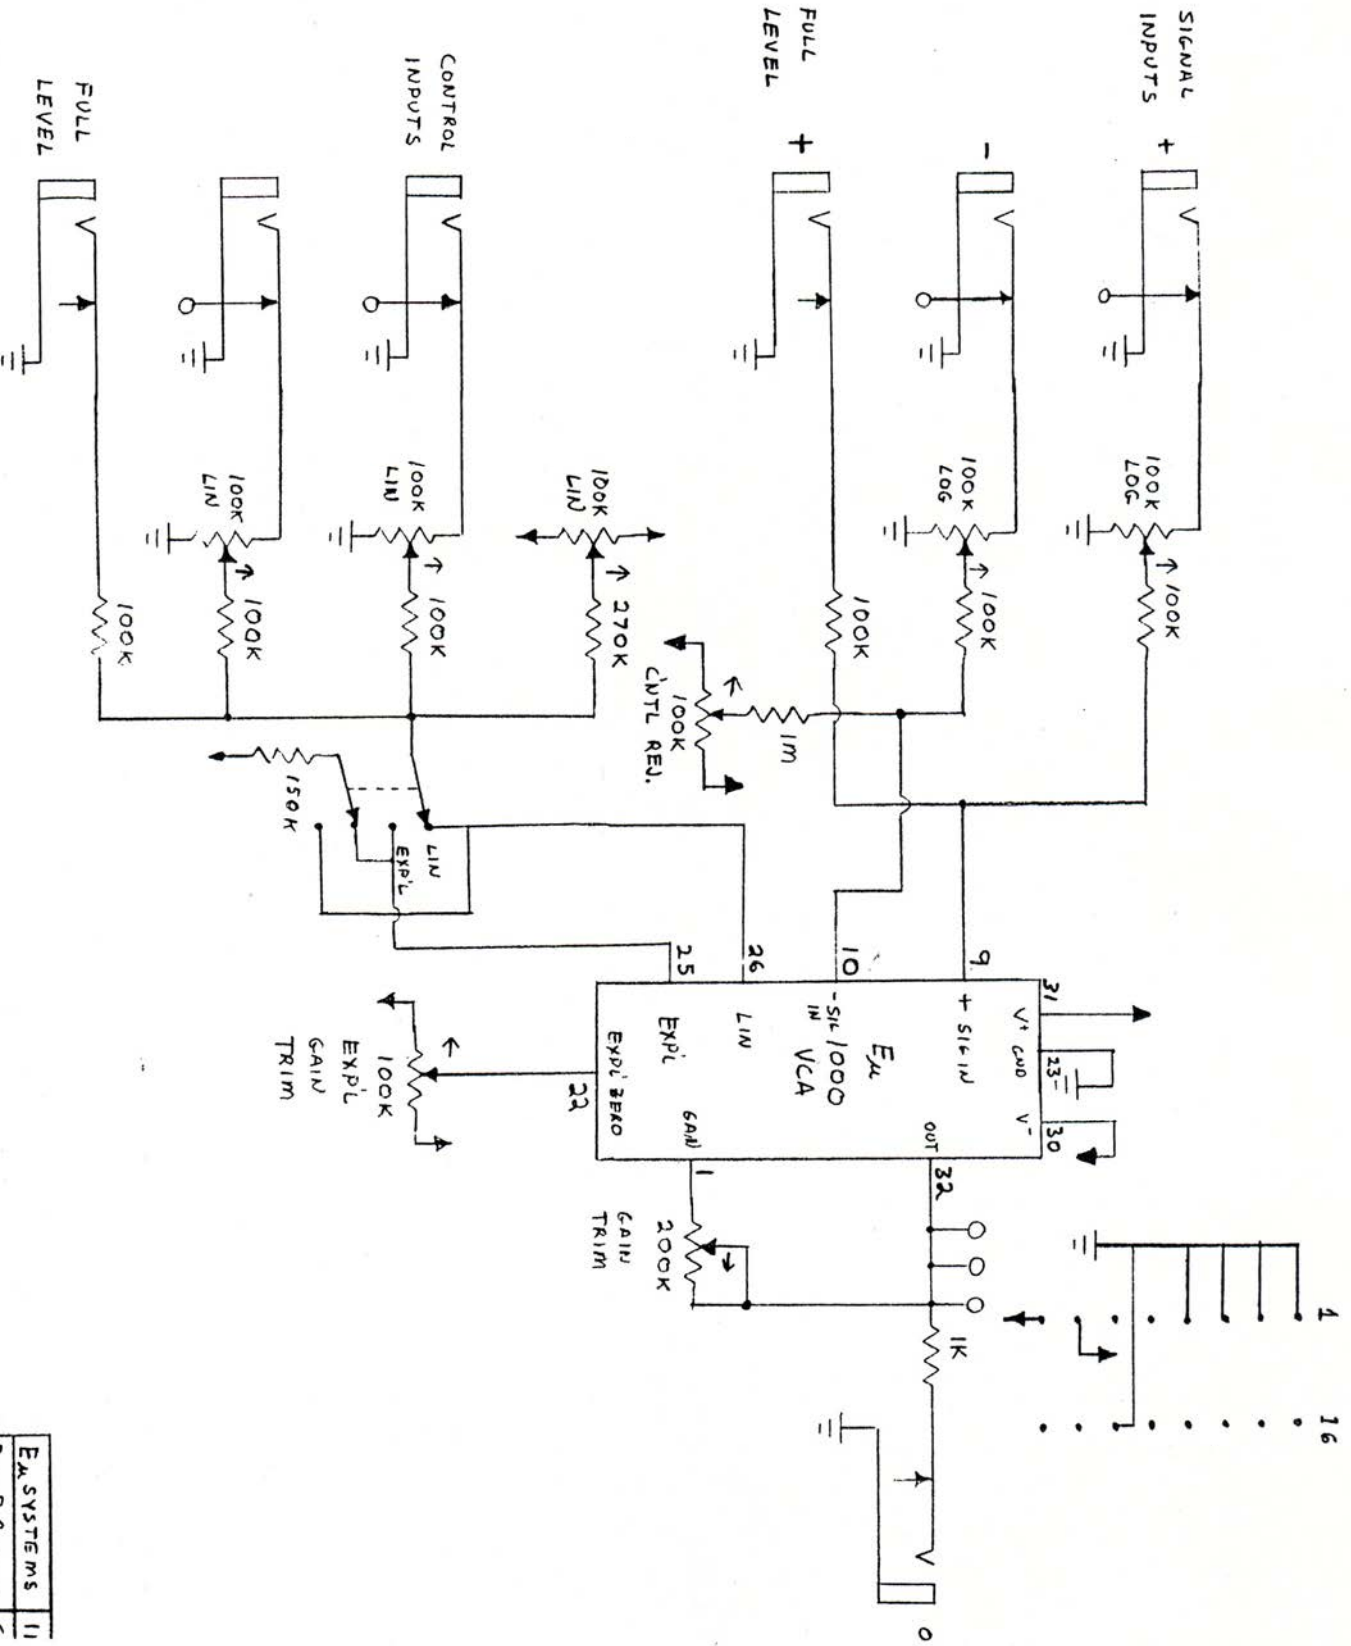 SIGNAL
INPUTS
+
-
FULL
LEVEL
+
CONTROL
INPUTS
FULL
LEVEL
100K
LOG
100K
100K
LOG
100K
100K
100K
LIN
270K
100K
LIN
100K
100K
LIN
100K
100K
1M
100K
C'NTL REJ.
150K
LIN
EXP'L
9
10
26
25
22
31
23
30
32
1
V+
GND
V-
+ SIG IN
- SIG
IN
LIN
EXP'L
EXPL' ZERO
GAIN
OUT
Eμ
1000
VCA
100K
EXP'L
GAIN
TRIM
200K
GAIN
TRIM
1K
1
16
O
Eμ SYSTEMS